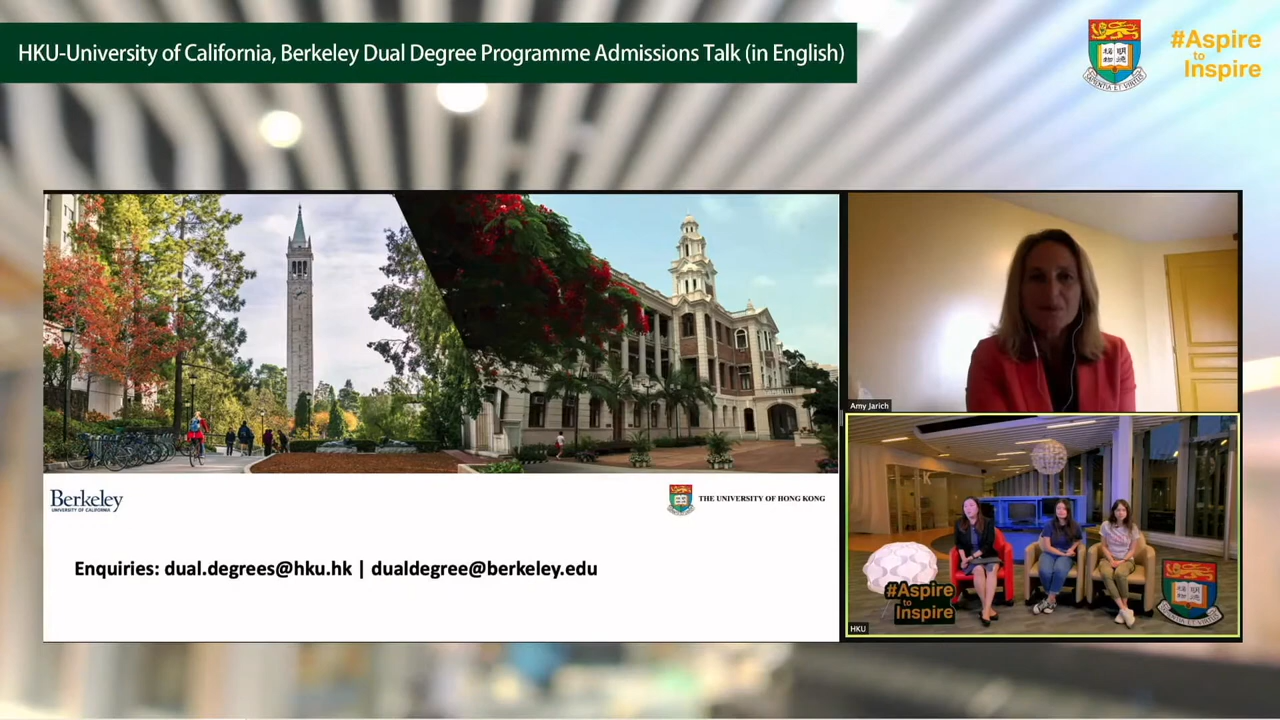 HKU-University of California, Berkeley Dual Degree Programme Admissions Talk (in English)
#Aspire
to
Inspire
Berkeley
UNIVERSITY OF CALIFORNIA
THE UNIVERSITY OF HONG KONG
Enquiries: dual.degrees@hku.hk | dualdegree@berkeley.edu
Amy Jarich
K
#Aspire
to
Inspire
HKU